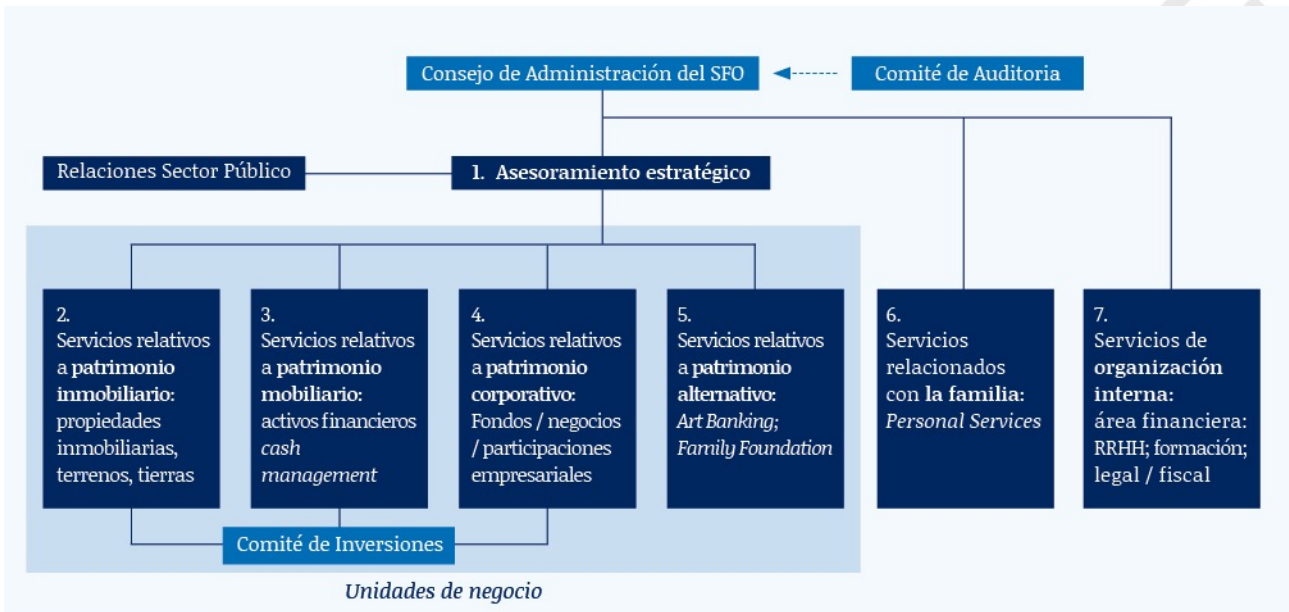 Consejo de Administración del SFO
Comité de Auditoria
Relaciones Sector Público
1. Asesoramiento estratégico
2.
Servicios relativos
a patrimonio
inmobiliario:
propiedades
inmobiliarias,
terrenos, tierras
3.
Servicios relativos
a patrimonio
mobiliario:
activos financieros
cash
management
4.
Servicios relativos
a patrimonio
corporativo:
Fondos / negocios
/ participaciones
empresariales
5.
Servicios relativos
a patrimonio
alternativo:
Art Banking;
Family Foundation
6.
Servicios
relacionados
con la familia:
Personal Services
7.
Servicios de
organización
interna:
área financiera:
RRHH; formación;
legal / fiscal
Comité de Inversiones
Unidades de negocio